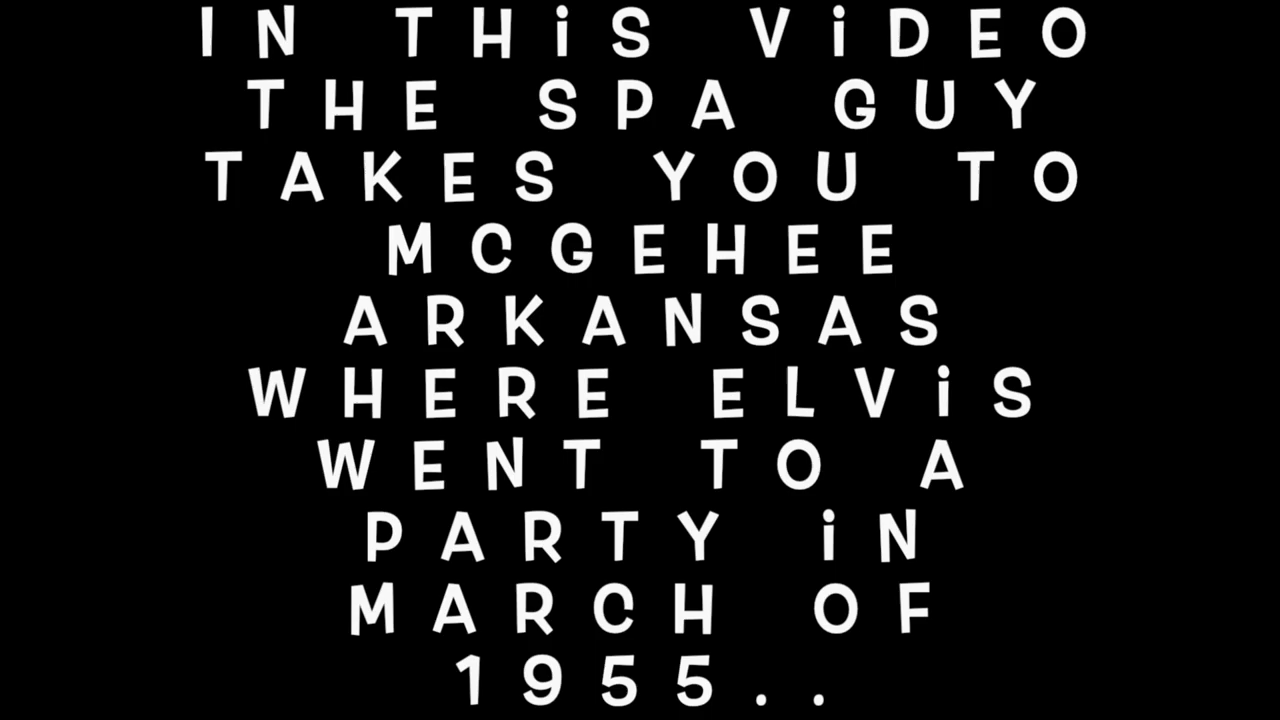 IN THiS ViDEO
THE SPA GUY
TAKES YOU TO
MCGEHEE
ARKANSAS
WHERE ELViS
WENT TO A
PARTY iN
MARCH OF
1955..